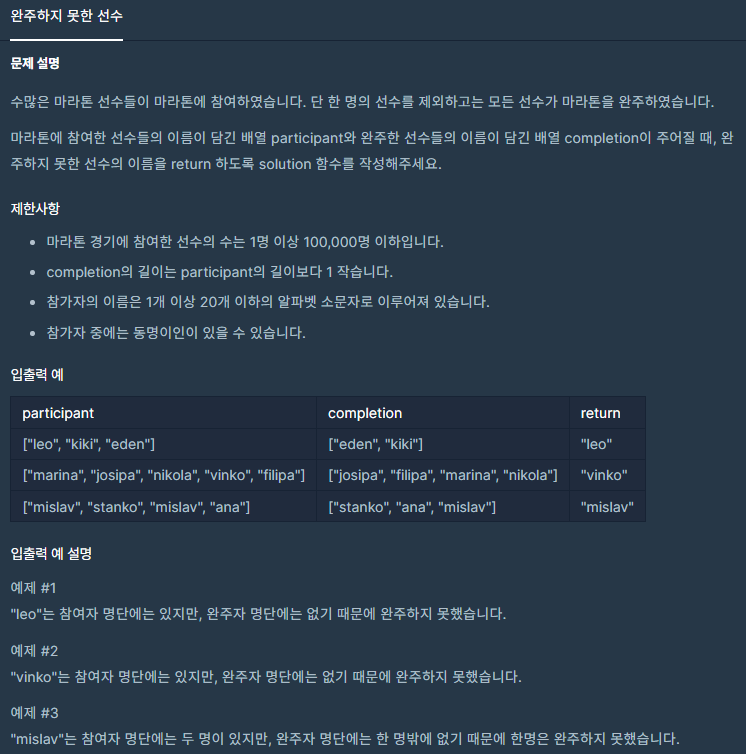 완주하지 못한 선수
문제 설명
수많은 마라톤 선수들이 마라톤에 참여하였습니다. 단 한 명의 선수를 제외하고는 모든 선수가 마라톤을 완주하였습니다.
마라톤에 참여한 선수들의 이름이 담긴 배열 participant와 완주한 선수들의 이름이 담긴 배열 completion이 주어질 때, 완
주하지 못한 선수의 이름을 return 하도록 solution 함수를 작성해주세요.
제한사항
• 마라톤 경기에 참여한 선수의 수는 1명 이상 100,000명 이하입니다.
• completion의 길이는 participant의 길이보다 1 작습니다.
• 참가자의 이름은 1개 이상 20개 이하의 알파벳 소문자로 이루어져 있습니다.
• 참가자 중에는 동명이인이 있을 수 있습니다.
입출력 예
participant completion return
["leo", "kiki", "eden"] ["eden", "kiki"] "leo"
["marina", "josipa", "nikola", "vinko", "filipa"] ["josipa", "filipa", "marina", "nikola"] "vinko"
["mislav", "stanko", "mislav", "ana"] ["stanko", "ana", "mislav"] "mislav"
입출력 예 설명
예제 #1
"leo"는 참여자 명단에는 있지만, 완주자 명단에는 없기 때문에 완주하지 못했습니다.
예제 #2
"vinko"는 참여자 명단에는 있지만, 완주자 명단에는 없기 때문에 완주하지 못했습니다.
예제 #3
"mislav"는 참여자 명단에는 두 명이 있지만, 완주자 명단에는 한 명밖에 없기 때문에 한명은 완주하지 못했습니다.